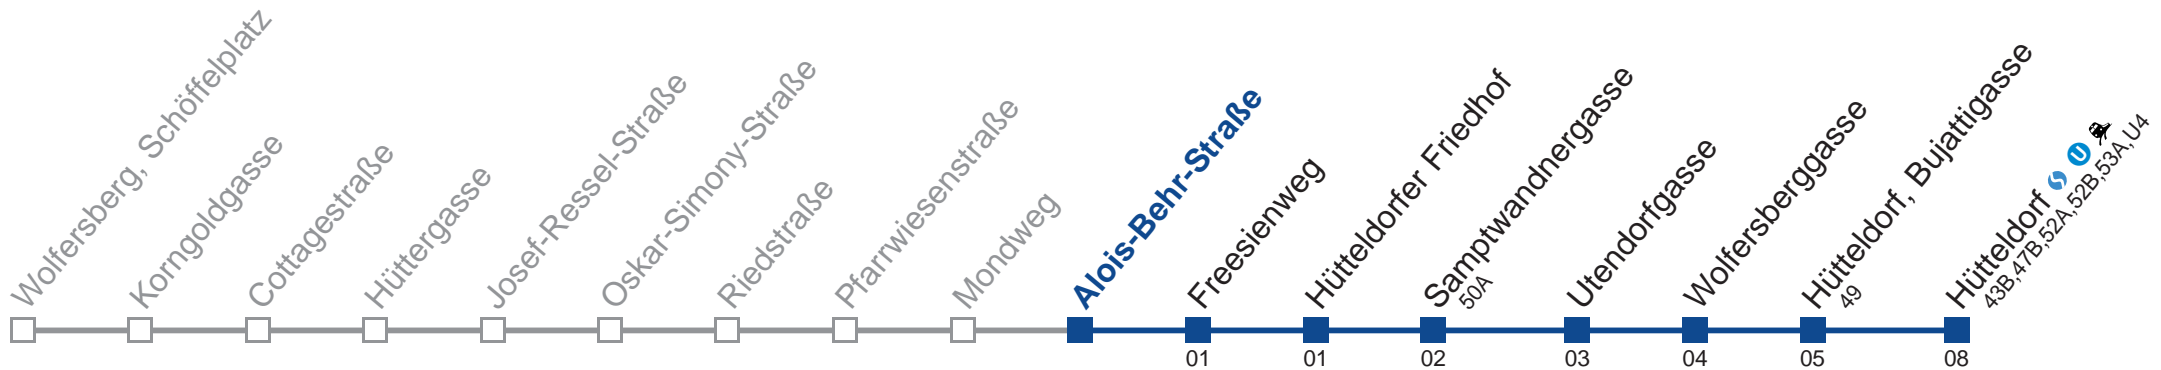 Wolfersberg, Schöffelplatz
Korngoldgasse
Cottagestraße
Hüttergasse
Josef-Ressel-Straße
Oskar-Simony-Straße
Riedstraße
Pfarrwiesenstraße
Mondweg
Alois-Behr-Straße
Freesienweg
01
Hütteldorfer Friedhof
01
Samptwandnergasse
50A
02
Utendorfgasse
03
Wolfersberggasse
04
Hütteldorf, Bujattigasse
49
05
Hütteldorf S U
43B,47B,52A,52B,53A,U4
08